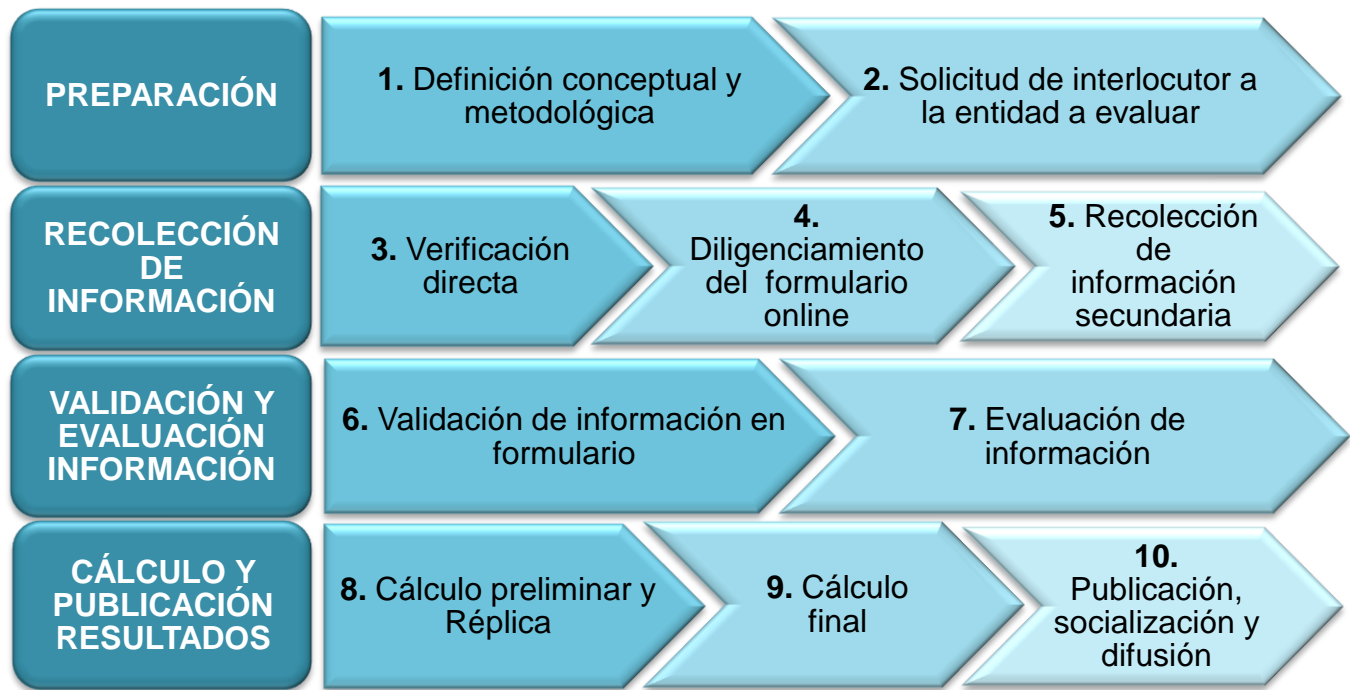 PREPARACIÓN
1. Definición conceptual y
metodológica
2. Solicitud de interlocutor a
la entidad a evaluar
RECOLECCIÓN
DE
INFORMACIÓN
3. Verificación
directa
4.
Diligenciamiento
del formulario
online
5. Recolección
de
información
secundaria
VALIDACIÓN Y
EVALUACIÓN
INFORMACIÓN
6. Validación de información en
formulario
7. Evaluación de
información
CÁLCULO Y
PUBLICACIÓN
RESULTADOS
8. Cálculo preliminar y
Réplica
9. Cálculo
final
10.
Publicación,
socialización y
difusión